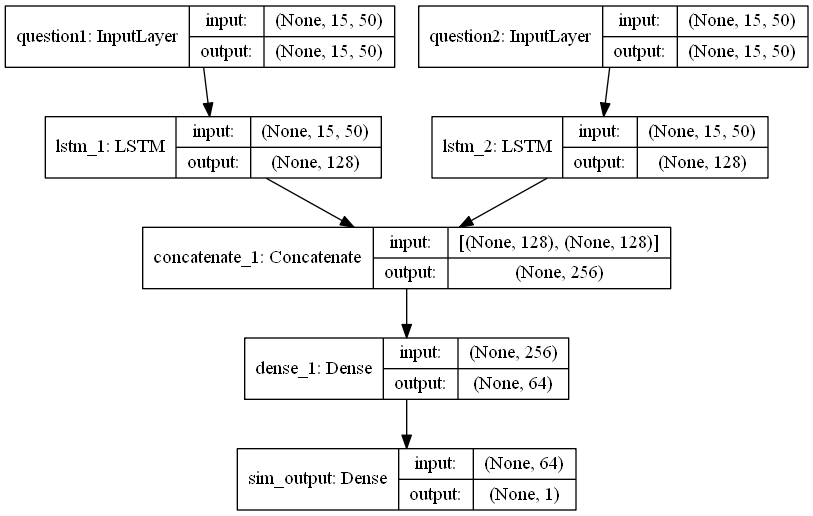 question1: InputLayer
input: (None, 15, 50)
output: (None, 15, 50)
question2: InputLayer
input: (None, 15, 50)
output: (None, 15, 50)
lstm_1: LSTM
input: (None, 15, 50)
output: (None, 128)
lstm_2: LSTM
input: (None, 15, 50)
output: (None, 128)
concatenate_1: Concatenate
input: [(None, 128), (None, 128)]
output: (None, 256)
dense_1: Dense
input: (None, 256)
output: (None, 64)
sim_output: Dense
input: (None, 64)
output: (None, 1)